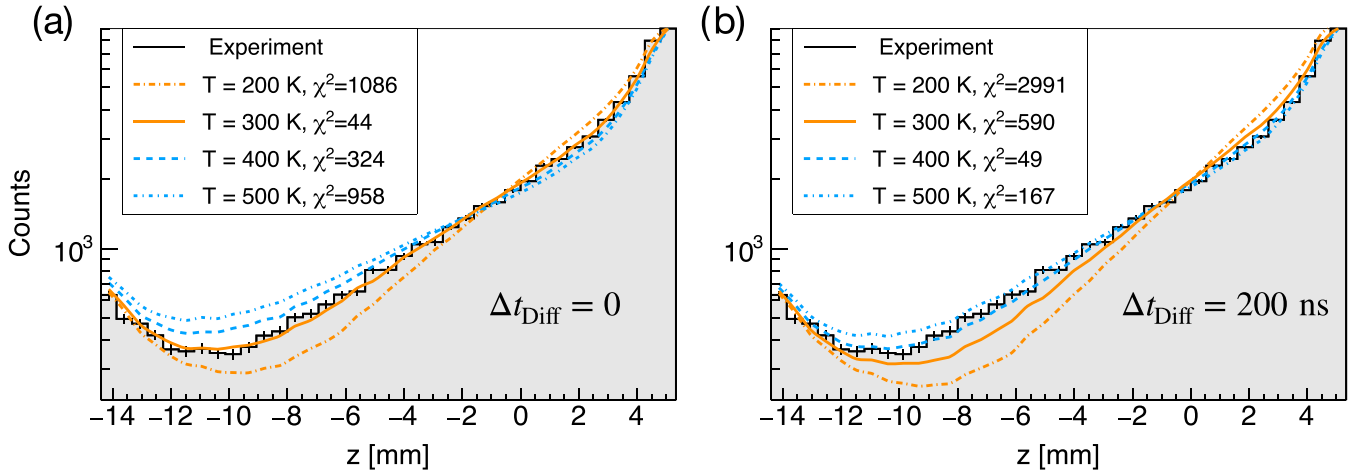 (a)
Experiment
T = 200 K, χ²=1086
T = 300 K, χ²=44
T = 400 K, χ²=324
T = 500 K, χ²=958
Counts
10³
Δt_Diff = 0
−14 −12 −10 −8 −6 −4 −2 0 2 4
z [mm]
(b)
Experiment
T = 200 K, χ²=2991
T = 300 K, χ²=590
T = 400 K, χ²=49
T = 500 K, χ²=167
10³
Δt_Diff = 200 ns
−14 −12 −10 −8 −6 −4 −2 0 2 4
z [mm]